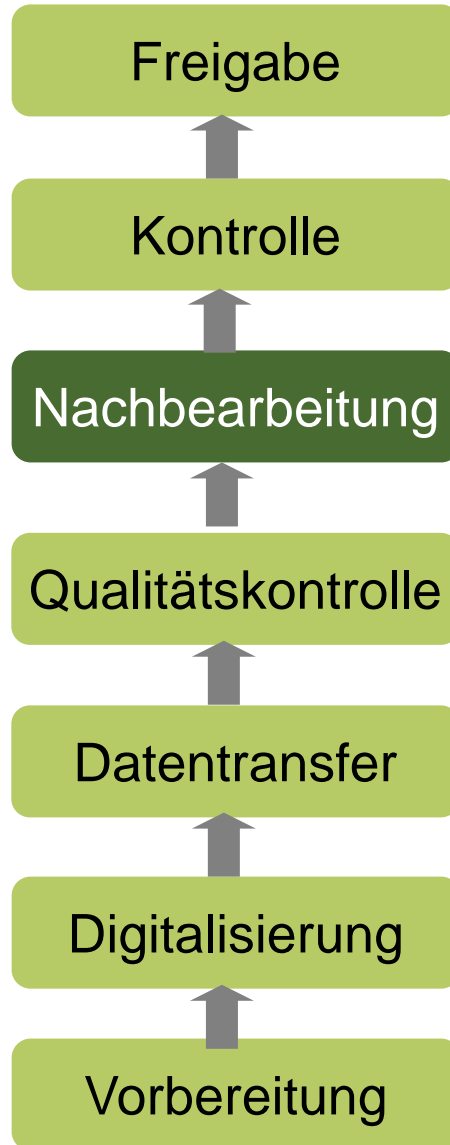 Freigabe
Kontrolle
Nachbearbeitung
Qualitätskontrolle
Datentransfer
Digitalisierung
Vorbereitung